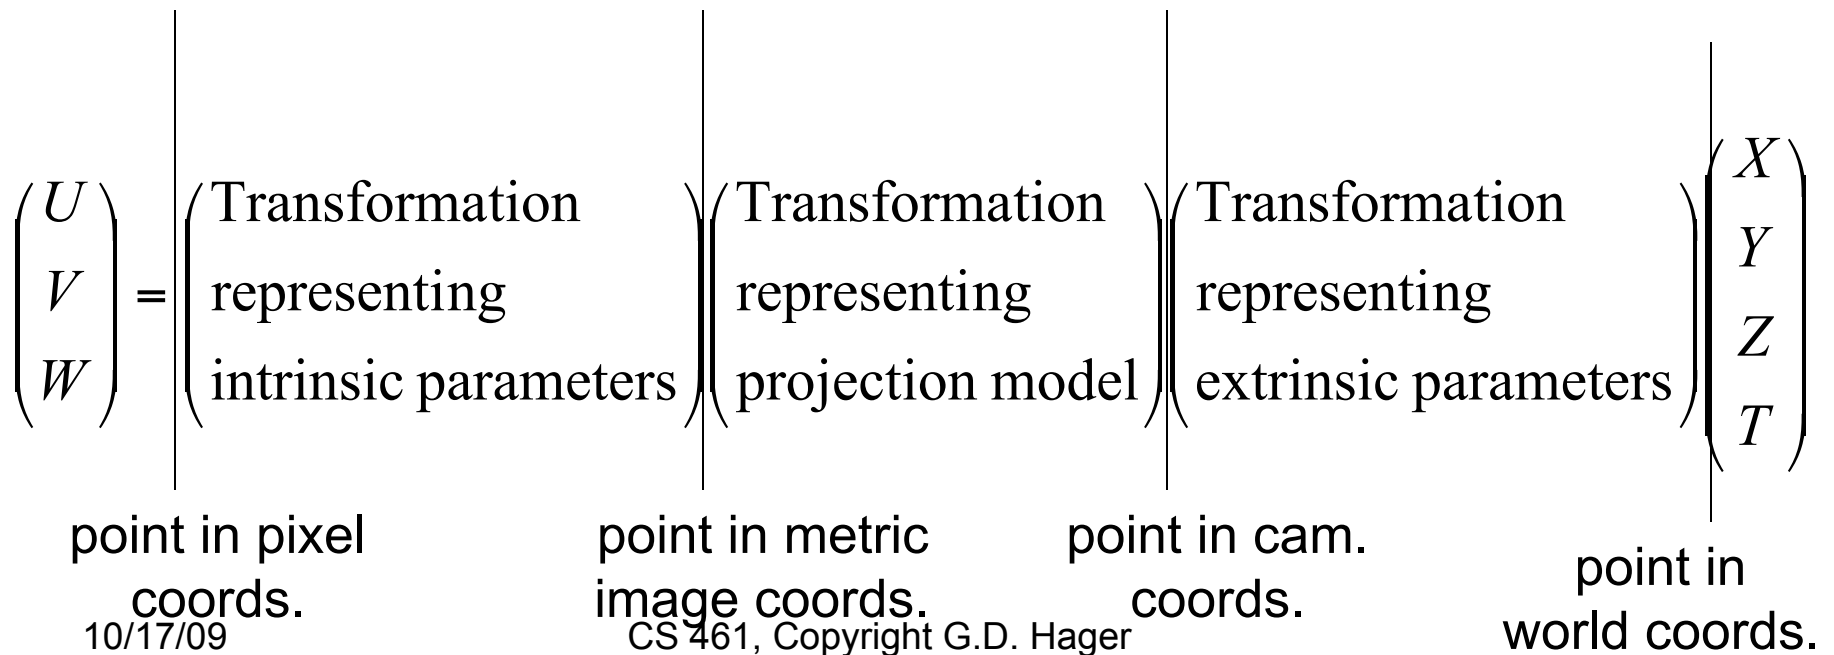 U
V
W
=
Transformation
representing
intrinsic parameters
Transformation
representing
projection model
Transformation
representing
extrinsic parameters
X
Y
Z
T
point in pixel
coords.
point in metric
image coords.
point in cam.
coords.
point in
world coords.
10/17/09
CS 461, Copyright G.D. Hager